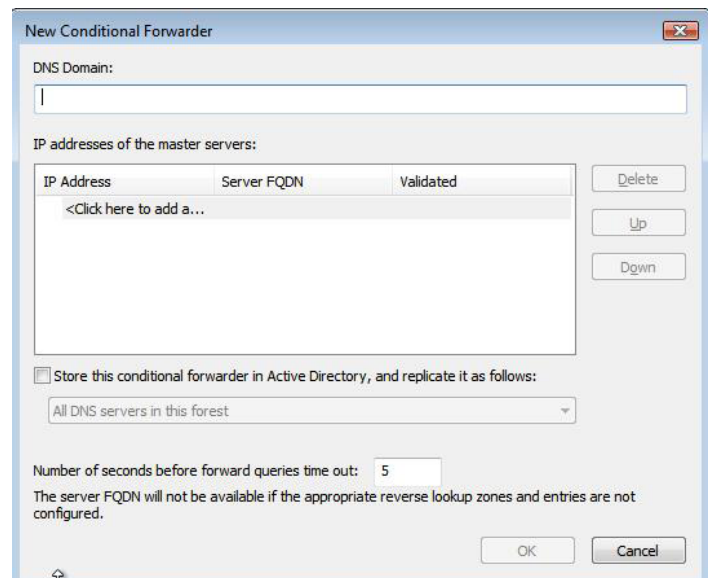 New Conditional Forwarder
DNS Domain:
IP addresses of the master servers:
IP Address Server FQDN Validated
<Click here to add a...
Delete
Up
Down
Store this conditional forwarder in Active Directory, and replicate it as follows:
All DNS servers in this forest
Number of seconds before forward queries time out: 5
The server FQDN will not be available if the appropriate reverse lookup zones and entries are not
configured.
OK Cancel